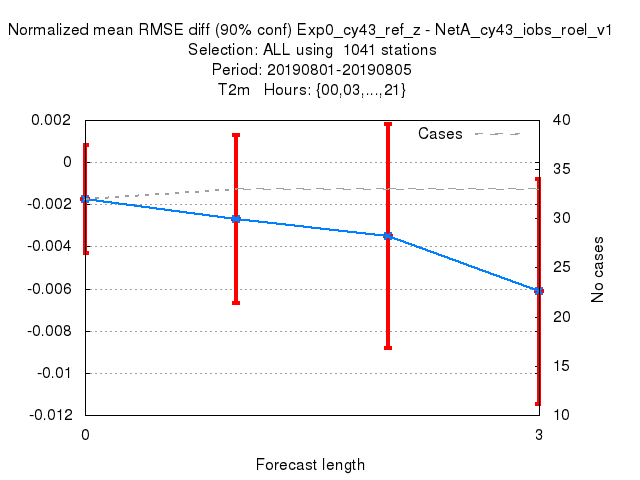 Normalized mean RMSE diff (90% conf) Exp0_cy43_ref_z - NetA_cy43_iobs_roel_v1
Selection: ALL using  1041 stations
Period: 20190801-20190805
T2m   Hours: {00,03,...,21}
Cases
0.002
0
-0.002
-0.004
-0.006
-0.008
-0.01
-0.012
40
35
30
25
20
15
10
No cases
0
3
Forecast length